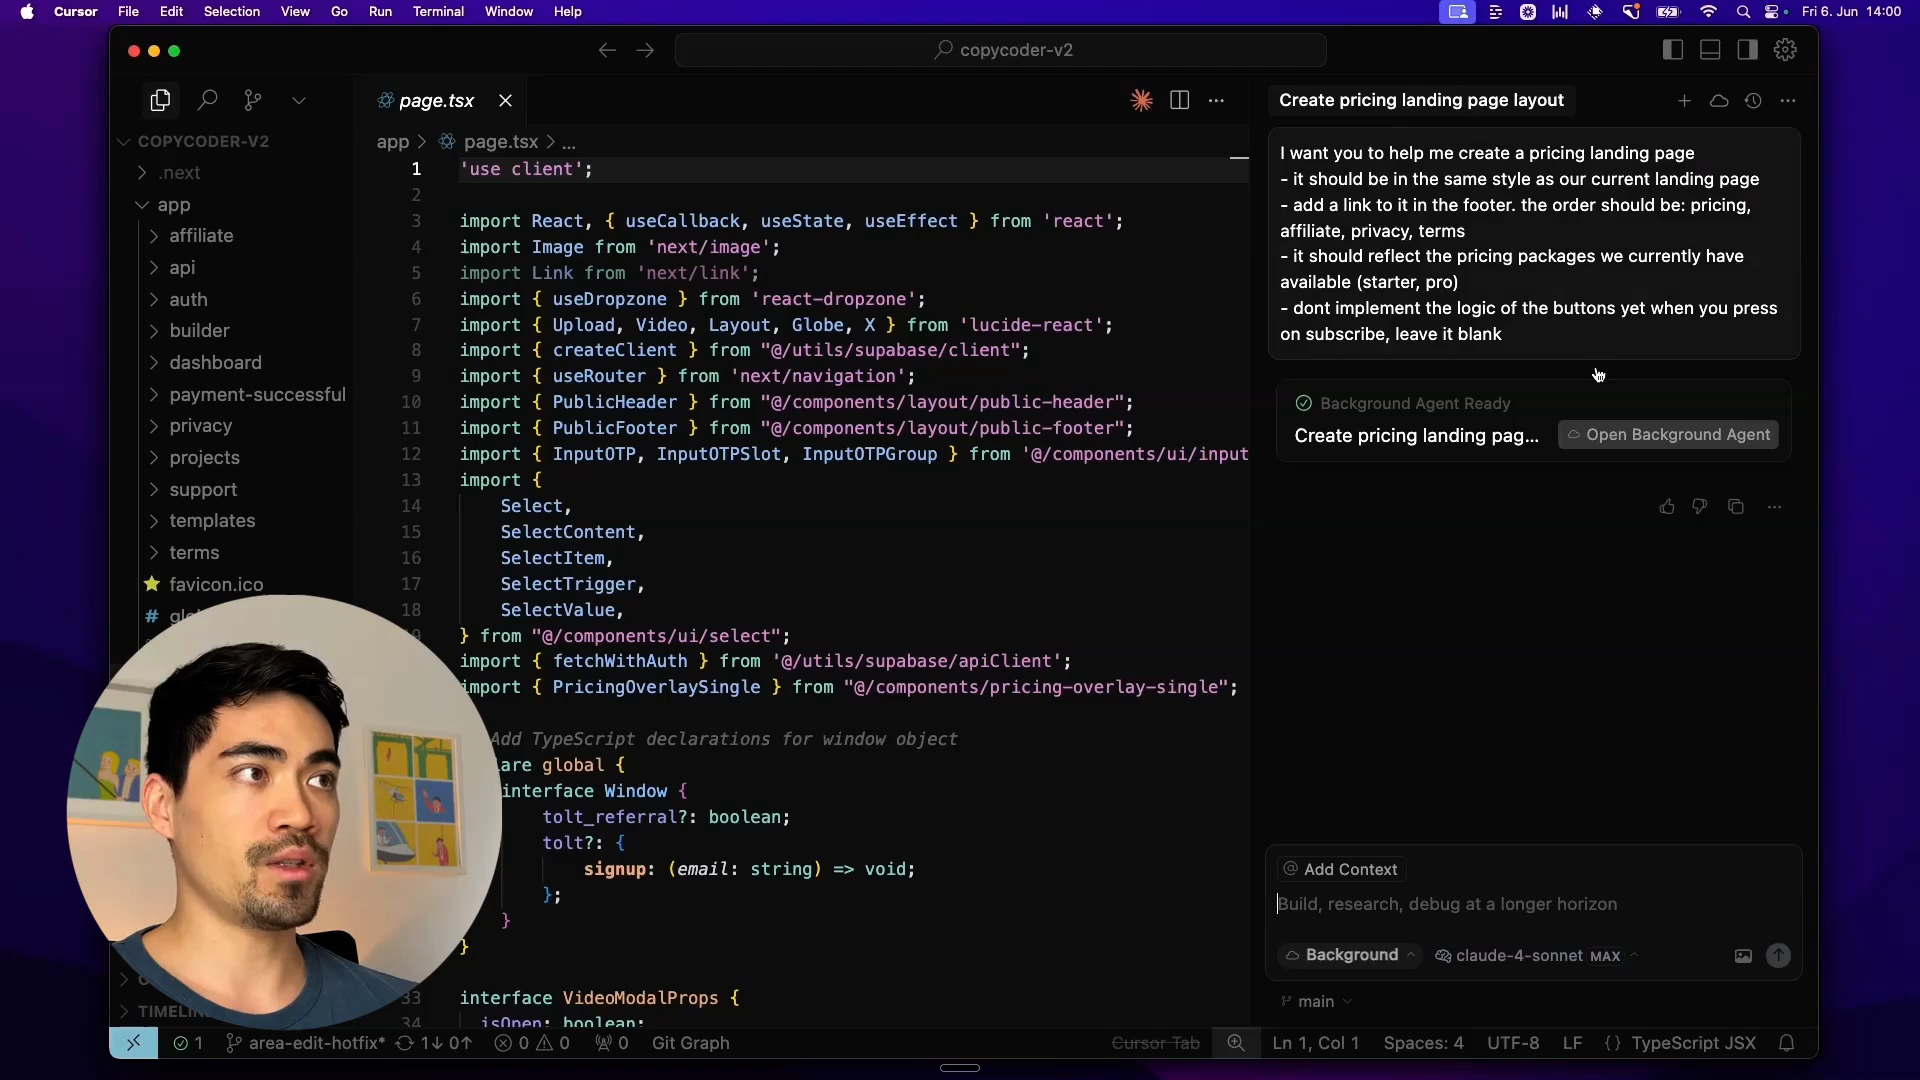 Cursor File Edit Selection View Go Run Terminal Window Help Fri 6. Jun 14:00
copycoder-v2
page.tsx
Create pricing landing page layout
COPYCODER-V2
.next
app
affiliate
api
auth
builder
dashboard
payment-successful
privacy
projects
support
templates
terms
favicon.ico
TIMELIN
app > page.tsx > ...
1 'use client';
2
3 import React, { useCallback, useState, useEffect } from 'react';
4 import Image from 'next/image';
5 import Link from 'next/link';
6 import { useDropzone } from 'react-dropzone';
7 import { Upload, Video, Layout, Globe, X } from 'lucide-react';
8 import { createClient } from "@/utils/supabase/client";
9 import { useRouter } from 'next/navigation';
10 import { PublicHeader } from "@/components/layout/public-header";
11 import { PublicFooter } from "@/components/layout/public-footer";
12 import { InputOTP, InputOTPSlot, InputOTPGroup } from '@/components/ui/input
13 import {
14 Select,
15 SelectContent,
16 SelectItem,
17 SelectTrigger,
18 SelectValue,
} from "@/components/ui/select";
import { fetchWithAuth } from '@/utils/supabase/apiClient';
import { PricingOverlaySingle } from "@/components/pricing-overlay-single";
Add TypeScript declarations for window object
are global {
interface Window {
tolt_referral?: boolean;
tolt?: {
signup: (email: string) => void;
};
}
}
33 interface VideoModalProps {
34 isOpen: boolean;
I want you to help me create a pricing landing page
- it should be in the same style as our current landing page
- add a link to it in the footer. the order should be: pricing,
affiliate, privacy, terms
- it should reflect the pricing packages we currently have
available (starter, pro)
- dont implement the logic of the buttons yet when you press
on subscribe, leave it blank
Background Agent Ready
Create pricing landing pag... Open Background Agent
@ Add Context
Build, research, debug at a longer horizon
Background claude-4-sonnet MAX
main
1 area-edit-hotfix* 1↓ 0↑ 0 0 0 Git Graph Cursor Tab Ln 1, Col 1 Spaces: 4 UTF-8 LF {} TypeScript JSX